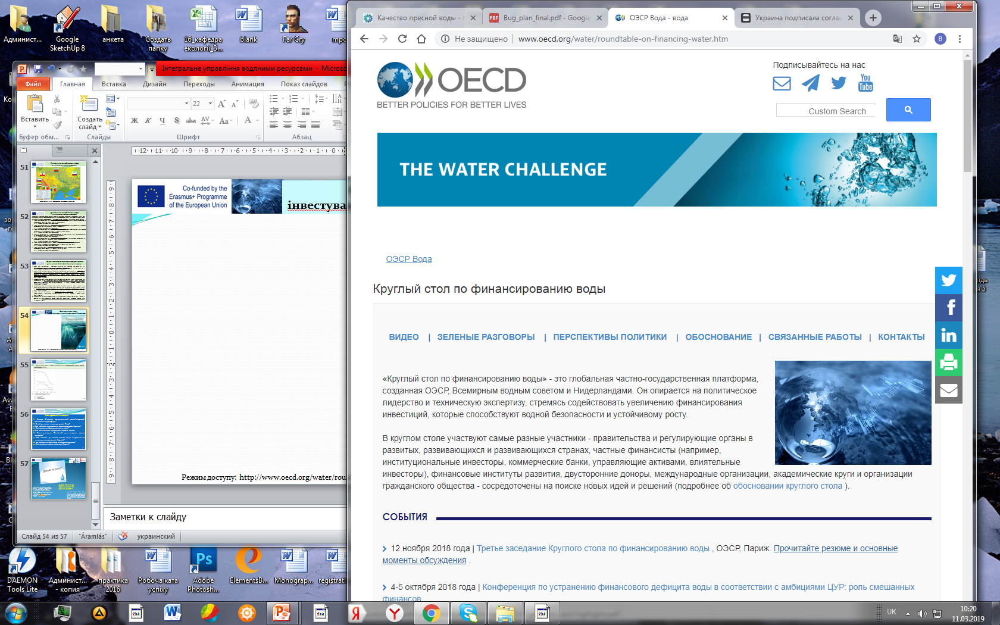 Админист...
Google
SketchUp 8
анкета
Создать
папку
16_кафедра
екології_З...
blank
Far Cry
трс
Інтегральне управління водними ресурсами - Microso
Файл
Главная
Вставка
Дизайн
Переходы
Анимация
Показ слайдов
Вставить
Создать
слайд
22
Ж К Ч S abc AV Aa A
Буфер обм...
Слайды
Шрифт
Абзац
51
52
53
54
55
56
57
Co-funded by the
Erasmus+ Programme
of the European Union
інвестува
Режим доступу: http://www.oecd.org/water/rou
Заметки к слайду
Слайд 54 из 57
"Áramlás"
украинский
DAEMON
Tools Lite
Админист...
- копия
практика
2016
Робоча ката
успіху
Adobe
Photosh...
ElementsB...
Monograp...
registrati
Качество пресной воды -
Bug_plan_final.pdf - Google
ОЭСР Вода - вода
Украина подписала соглаш
Не защищено
www.oecd.org/water/roundtable-on-financing-water.htm
B
OECD
BETTER POLICIES FOR BETTER LIVES
Подписывайтесь на нас
You
Tube
Custom Search
THE WATER CHALLENGE
ОЭСР Вода
Круглый стол по финансированию воды
ВИДЕО | ЗЕЛЕНЫЕ РАЗГОВОРЫ | ПЕРСПЕКТИВЫ ПОЛИТИКИ | ОБОСНОВАНИЕ | СВЯЗАННЫЕ РАБОТЫ | КОНТАКТЫ
«Круглый стол по финансированию воды» - это глобальная частно-государственная платформа,
созданная ОЭСР, Всемирным водным советом и Нидерландами. Он опирается на политическое
лидерство и техническую экспертизу, стремясь содействовать увеличению финансирования
инвестиций, которые способствуют водной безопасности и устойчивому росту.
В круглом столе участвуют самые разные участники - правительства и регулирующие органы в
развитых, развивающихся и развивающихся странах, частные финансисты (например,
институциональные инвесторы, коммерческие банки, управляющие активами, влиятельные
инвесторы), финансовые институты развития, двусторонние доноры, международные организации, академические круги и организации
гражданского общества - сосредоточены на поиске новых идей и решений (подробнее об обосновании круглого стола ).
СОБЫТИЯ
12 ноября 2018 года | Третье заседание Круглого стола по финансированию воды , ОЭСР, Париж. Прочитайте резюме и основные
моменты обсуждения .
4-5 октября 2018 года | Конференция по устранению финансового дефицита воды в соответствии с амбициями ЦУР: роль смешанных
финансов
UK
10:20
11.03.2019